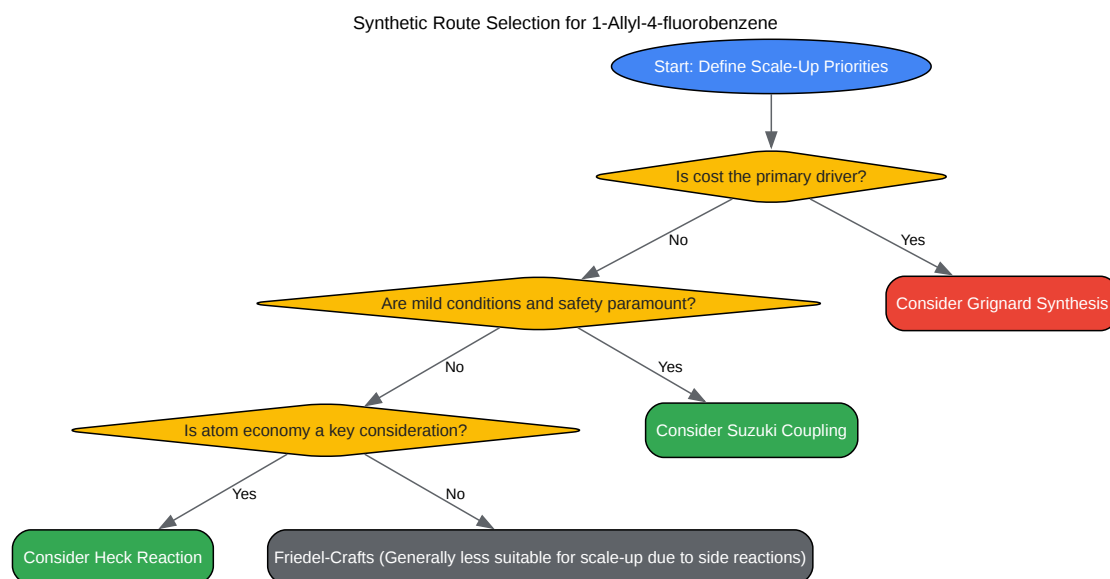 Synthetic Route Selection for 1-Allyl-4-fluorobenzene
Start: Define Scale-Up Priorities
Is cost the primary driver?
No
Yes
Are mild conditions and safety paramount?
Consider Grignard Synthesis
No
Yes
Is atom economy a key consideration?
Consider Suzuki Coupling
Yes
No
Consider Heck Reaction
Friedel-Crafts (Generally less suitable for scale-up due to side reactions)